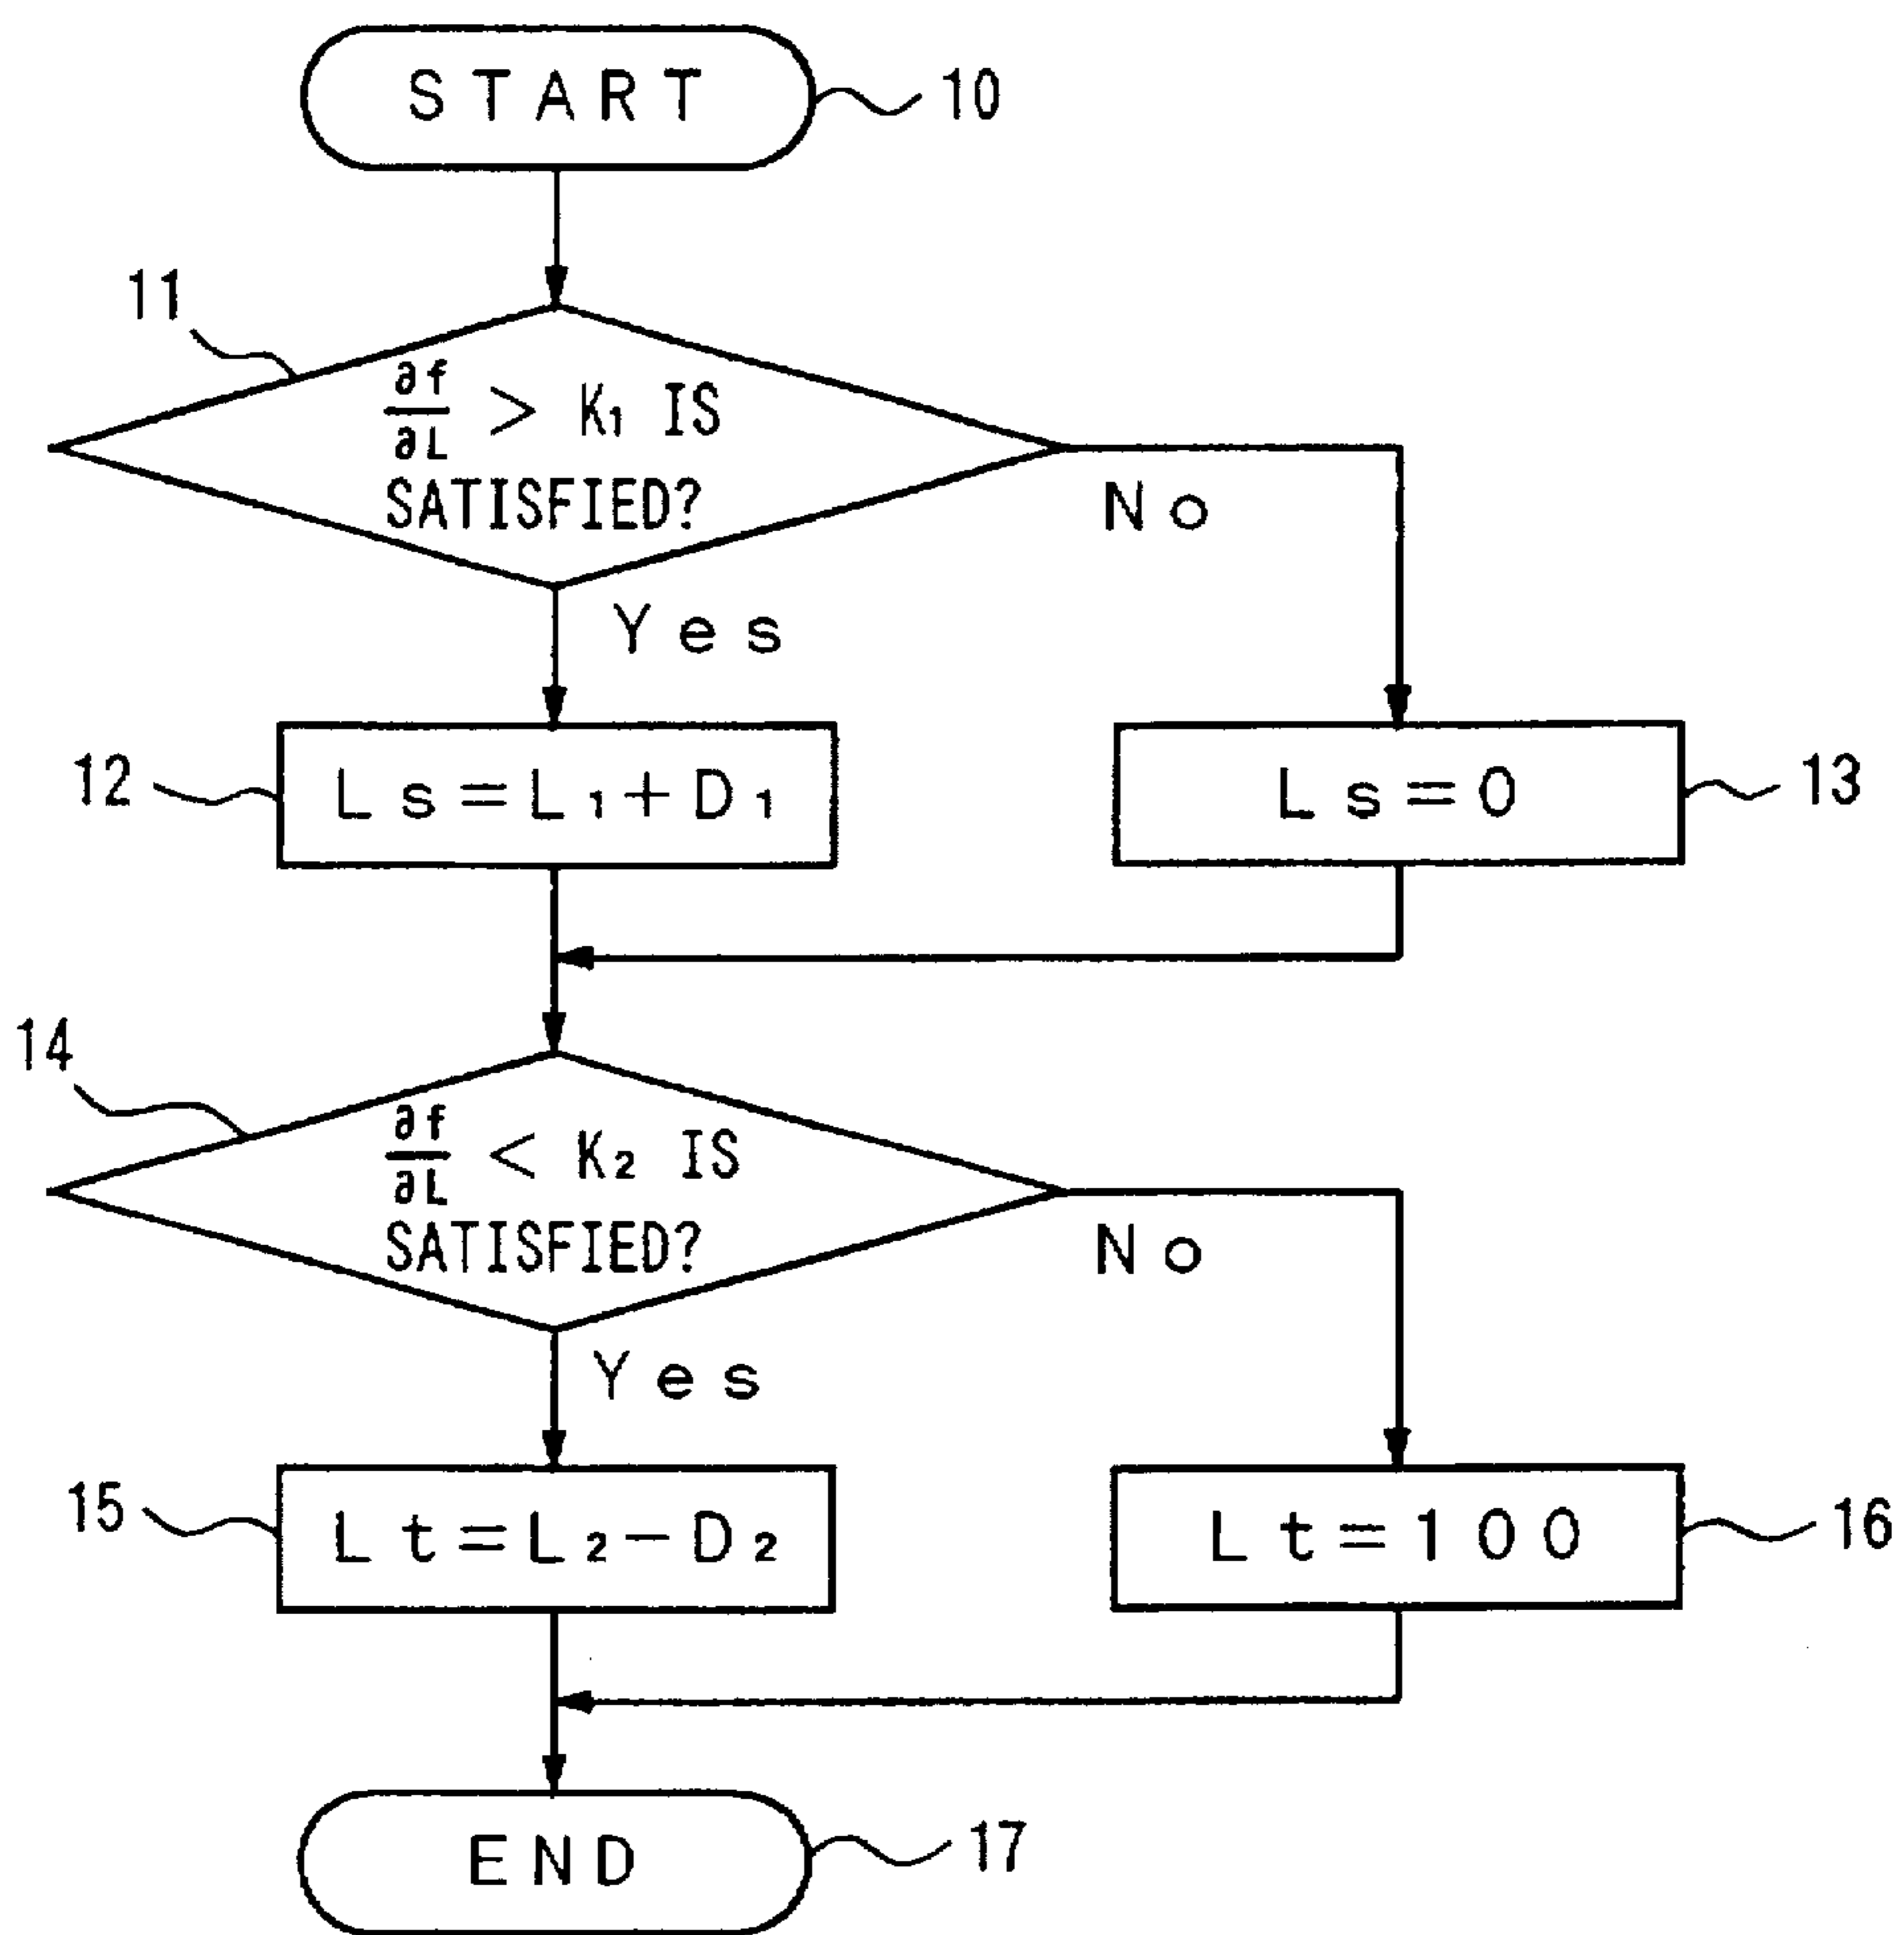 START
10
11
∂f
∂L
> K₁ IS
SATISFIED?
No
Yes
12
Ls=L₁+D₁
Ls=0
13
14
∂f
∂L
< K₂ IS
SATISFIED?
No
Yes
15
Lt=L₂-D₂
Lt=100
16
END
17